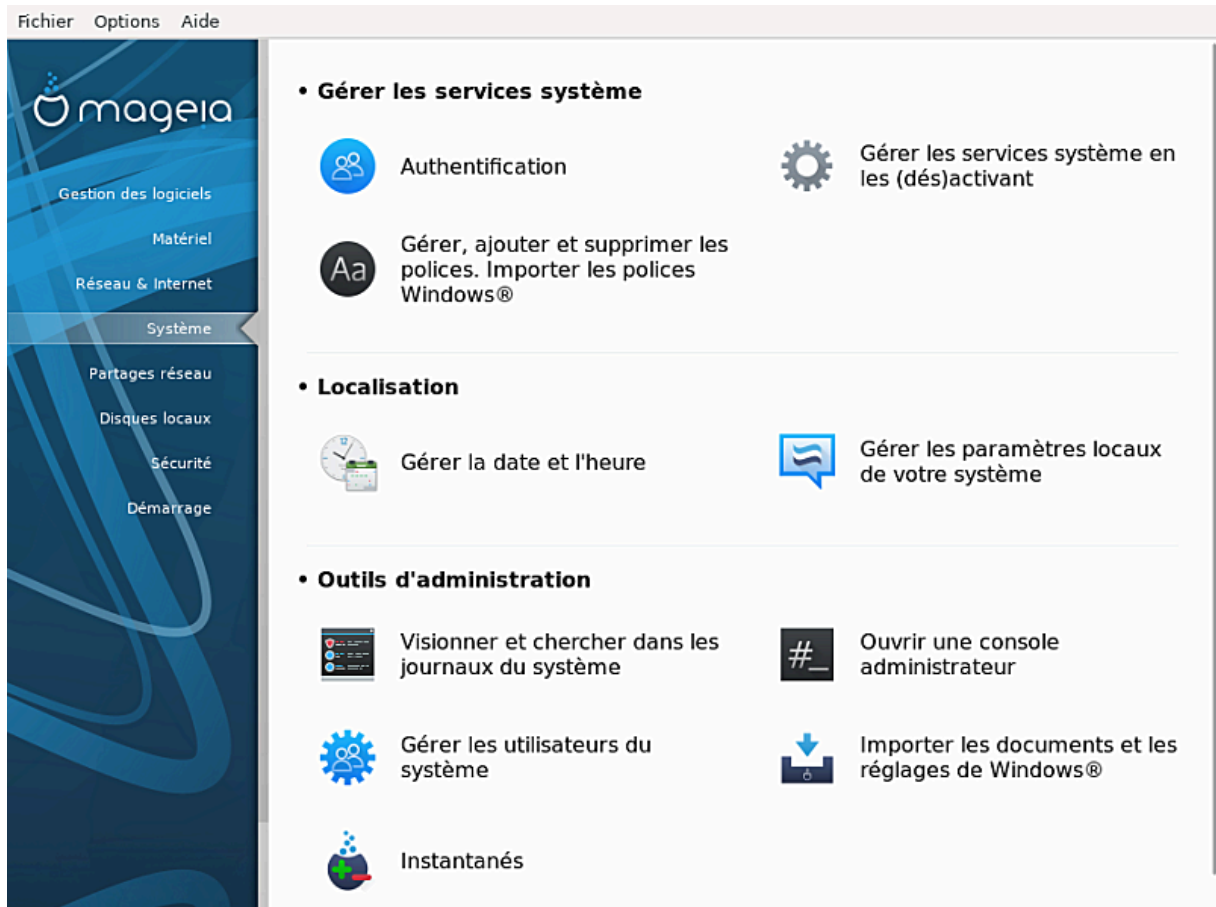 Fichier Options Aide
mageia
Gestion des logiciels
Matériel
Réseau & Internet
Système
Partages réseau
Disques locaux
Sécurité
Démarrage
• Gérer les services système
Authentification
Gérer les services système en
les (dés)activant
Aa
Gérer, ajouter et supprimer les
polices. Importer les polices
Windows®
• Localisation
12
Gérer la date et l'heure
Gérer les paramètres locaux
de votre système
• Outils d'administration
Visionner et chercher dans les
journaux du système
#_
Ouvrir une console
administrateur
Gérer les utilisateurs du
système
Importer les documents et les
réglages de Windows®
Instantanés